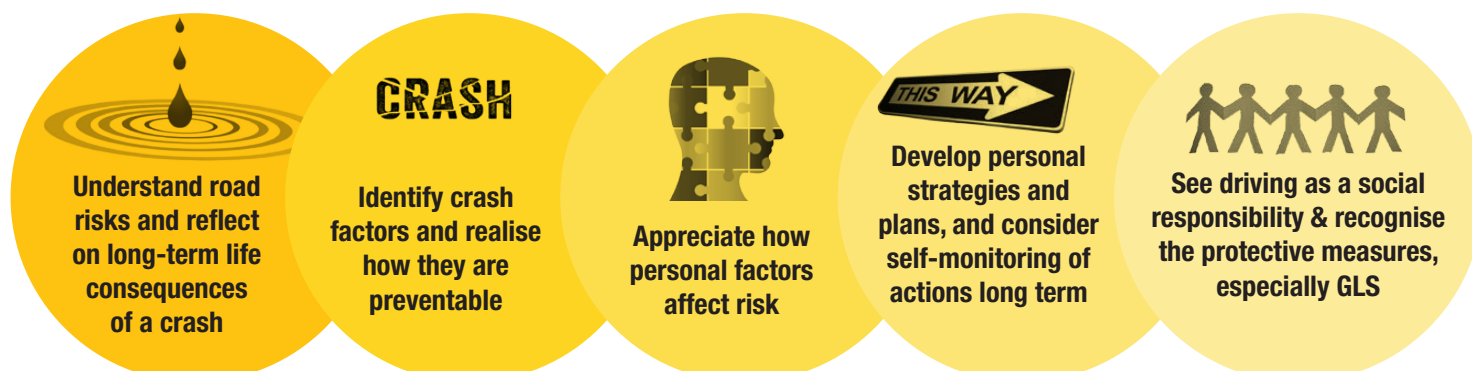 Understand road
risks and reflect
on long-term life
consequences
of a crash
CRASH
Identify crash
factors and realise
how they are
preventable
Appreciate how
personal factors
affect risk
THIS WAY
Develop personal
strategies and
plans, and consider
self-monitoring of
actions long term
See driving as a social
responsibility & recognise
the protective measures,
especially GLS